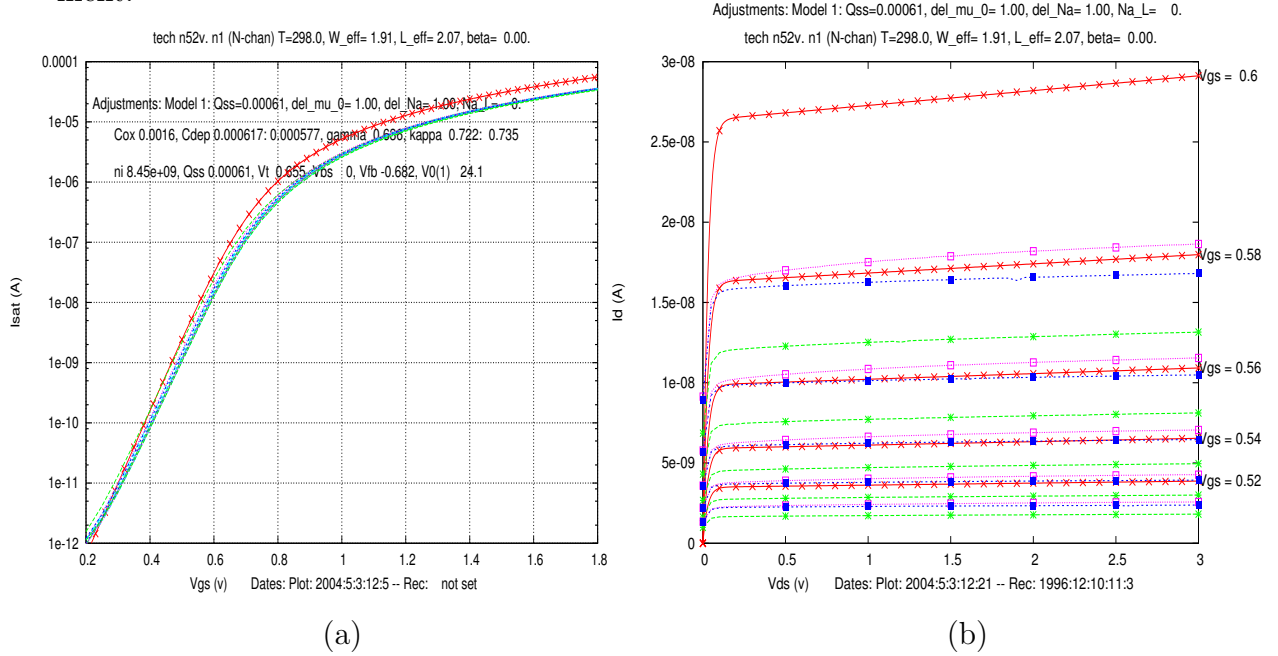 Adjustments: Model 1: Qss=0.00061, del_mu_0= 1.00, del_Na= 1.00, Na_L= 0.
tech n52v. n1 (N-chan) T=298.0, W_eff= 1.91, L_eff= 2.07, beta= 0.00.
tech n52v. n1 (N-chan) T=298.0, W_eff= 1.91, L_eff= 2.07, beta= 0.00.
0.0001
1e-05
1e-06
1e-07
1e-08
1e-09
1e-10
1e-11
1e-12
Isat (A)
Adjustments: Model 1: Qss=0.00061, del_mu_0= 1.00, del_Na= 1.00, Na_L= 0.
Cox 0.0016, Cdep 0.000617: 0.000577, gamma 0.636, kappa 0.722: 0.735
ni 8.45e+09, Qss 0.00061, Vt 0.655, Vbs 0, Vfb -0.682, V0(1) 24.1
0.2 0.4 0.6 0.8 1 1.2 1.4 1.6 1.8
Vgs (v) Dates: Plot: 2004:5:3:12:5 -- Rec: not set
(a)
3e-08
2.5e-08
2e-08
1.5e-08
1e-08
5e-09
0
Id (A)
Vgs = 0.6
Vgs = 0.58
Vgs = 0.56
Vgs = 0.54
Vgs = 0.52
0 0.5 1 1.5 2 2.5 3
Vds (v) Dates: Plot: 2004:5:3:12:21 -- Rec: 1996:12:10:11:3
(b)